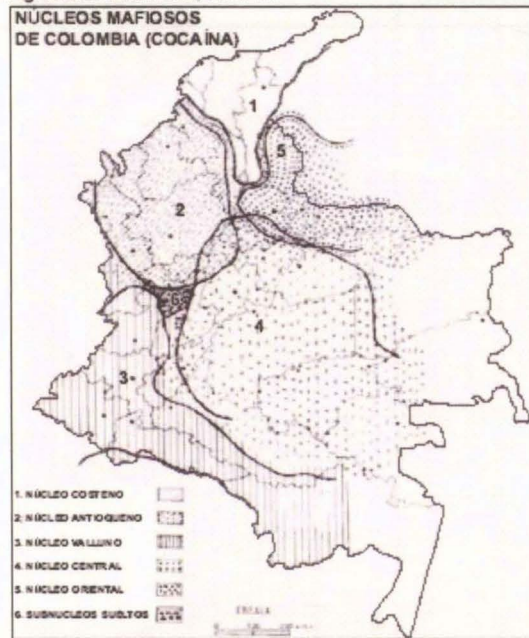 NÚCLEOS MAFIOSOS
DE COLOMBIA (COCAÍNA)
1
5
2
6
4
3
1. NÚCLEO COSTEÑO
2. NÚCLEO ANTIOQUEÑO
3. NÚCLEO VALLUNO
4. NÚCLEO CENTRAL
5. NÚCLEO ORIENTAL
6. SUBNUCLEOS SUELTOS
ESCALA